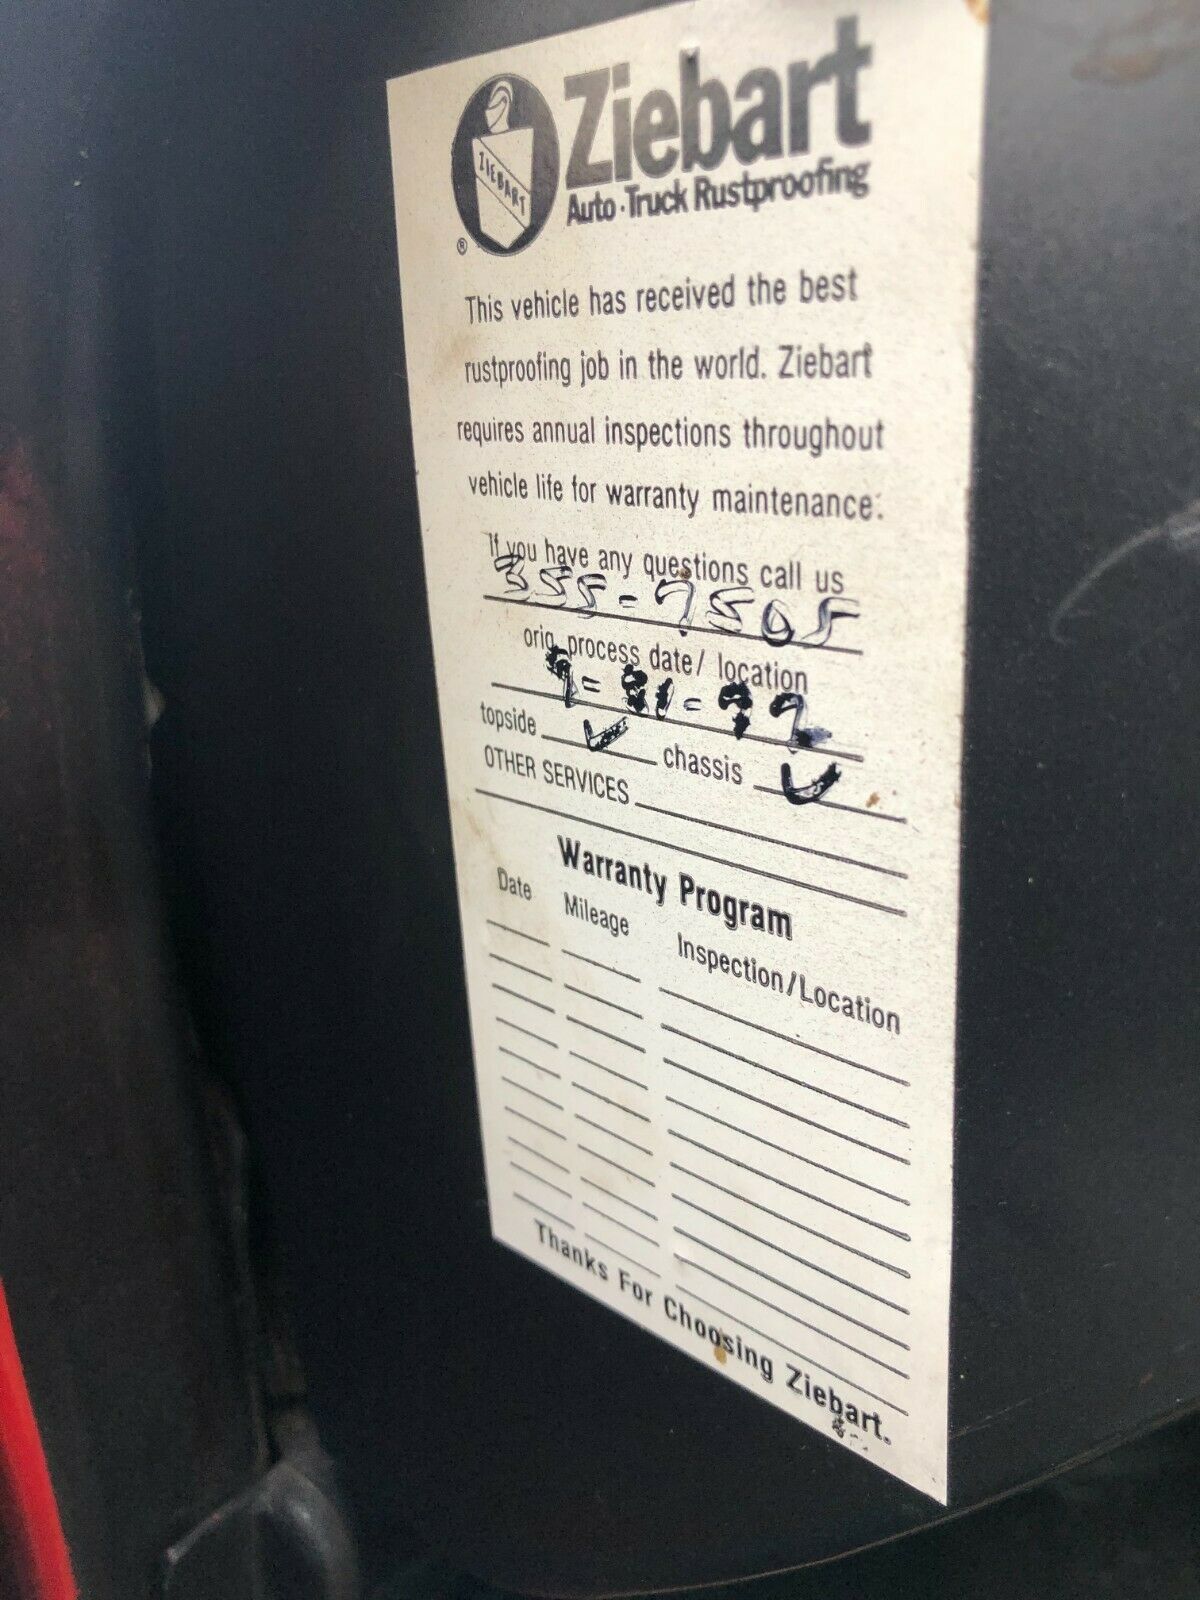 ZIEBART
®
Ziebart
Auto·Truck Rustproofing
This vehicle has received the best
rustproofing job in the world. Ziebart
requires annual inspections throughout
vehicle life for warranty maintenance.
If you have any questions call us
355-7505
orig. process date/ location
topside ✓ chassis ✓
OTHER SERVICES
Warranty Program
Date Mileage Inspection/Location
Thanks For Choosing Ziebart.